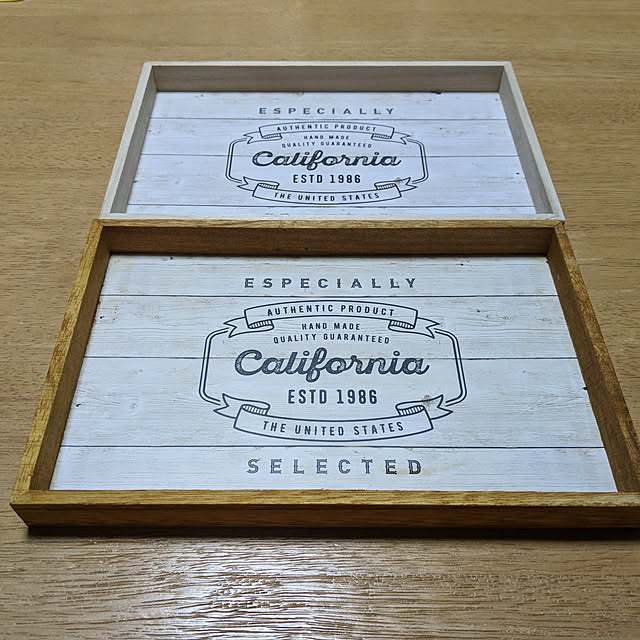 ESPECIALLY
AUTHENTIC PRODUCT
HAND MADE
QUALITY GUARANTEED
California
ESTD 1986
THE UNITED STATES
ESPECIALLY
AUTHENTIC PRODUCT
HAND MADE
QUALITY GUARANTEED
California
ESTD 1986
THE UNITED STATES
SELECTED